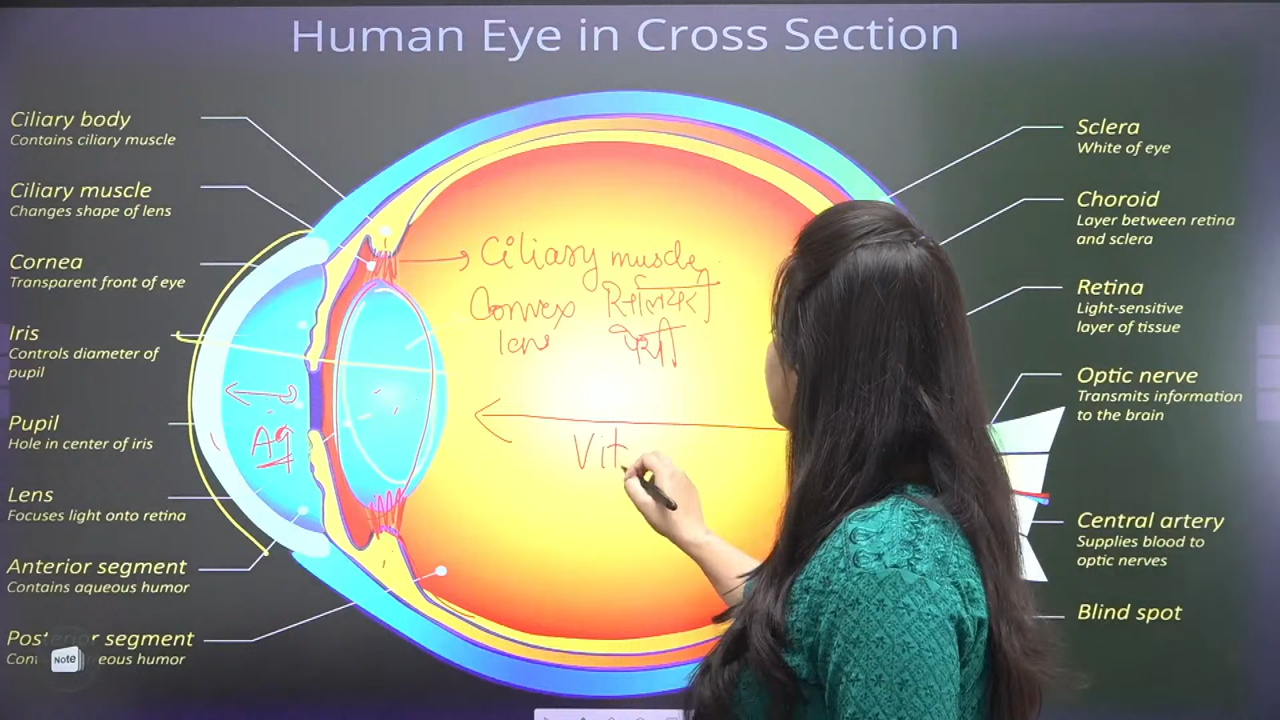 Human Eye in Cross Section
Ciliary body
Contains ciliary muscle
Ciliary muscle
Changes shape of lens
Cornea
Transparent front of eye
Iris
Controls diameter of
pupil
Pupil
Hole in center of iris
Lens
Focuses light onto retina
Anterior segment
Contains aqueous humor
segment
humor
Note
Ciliary muscle
Convex सिलियरी
lens पेशी
Aq
Vit
Sclera
White of eye
Choroid
Layer between retina
and sclera
Retina
Light-sensitive
layer of tissue
Optic nerve
Transmits information
to the brain
Central artery
Supplies blood to
optic nerves
Blind spot